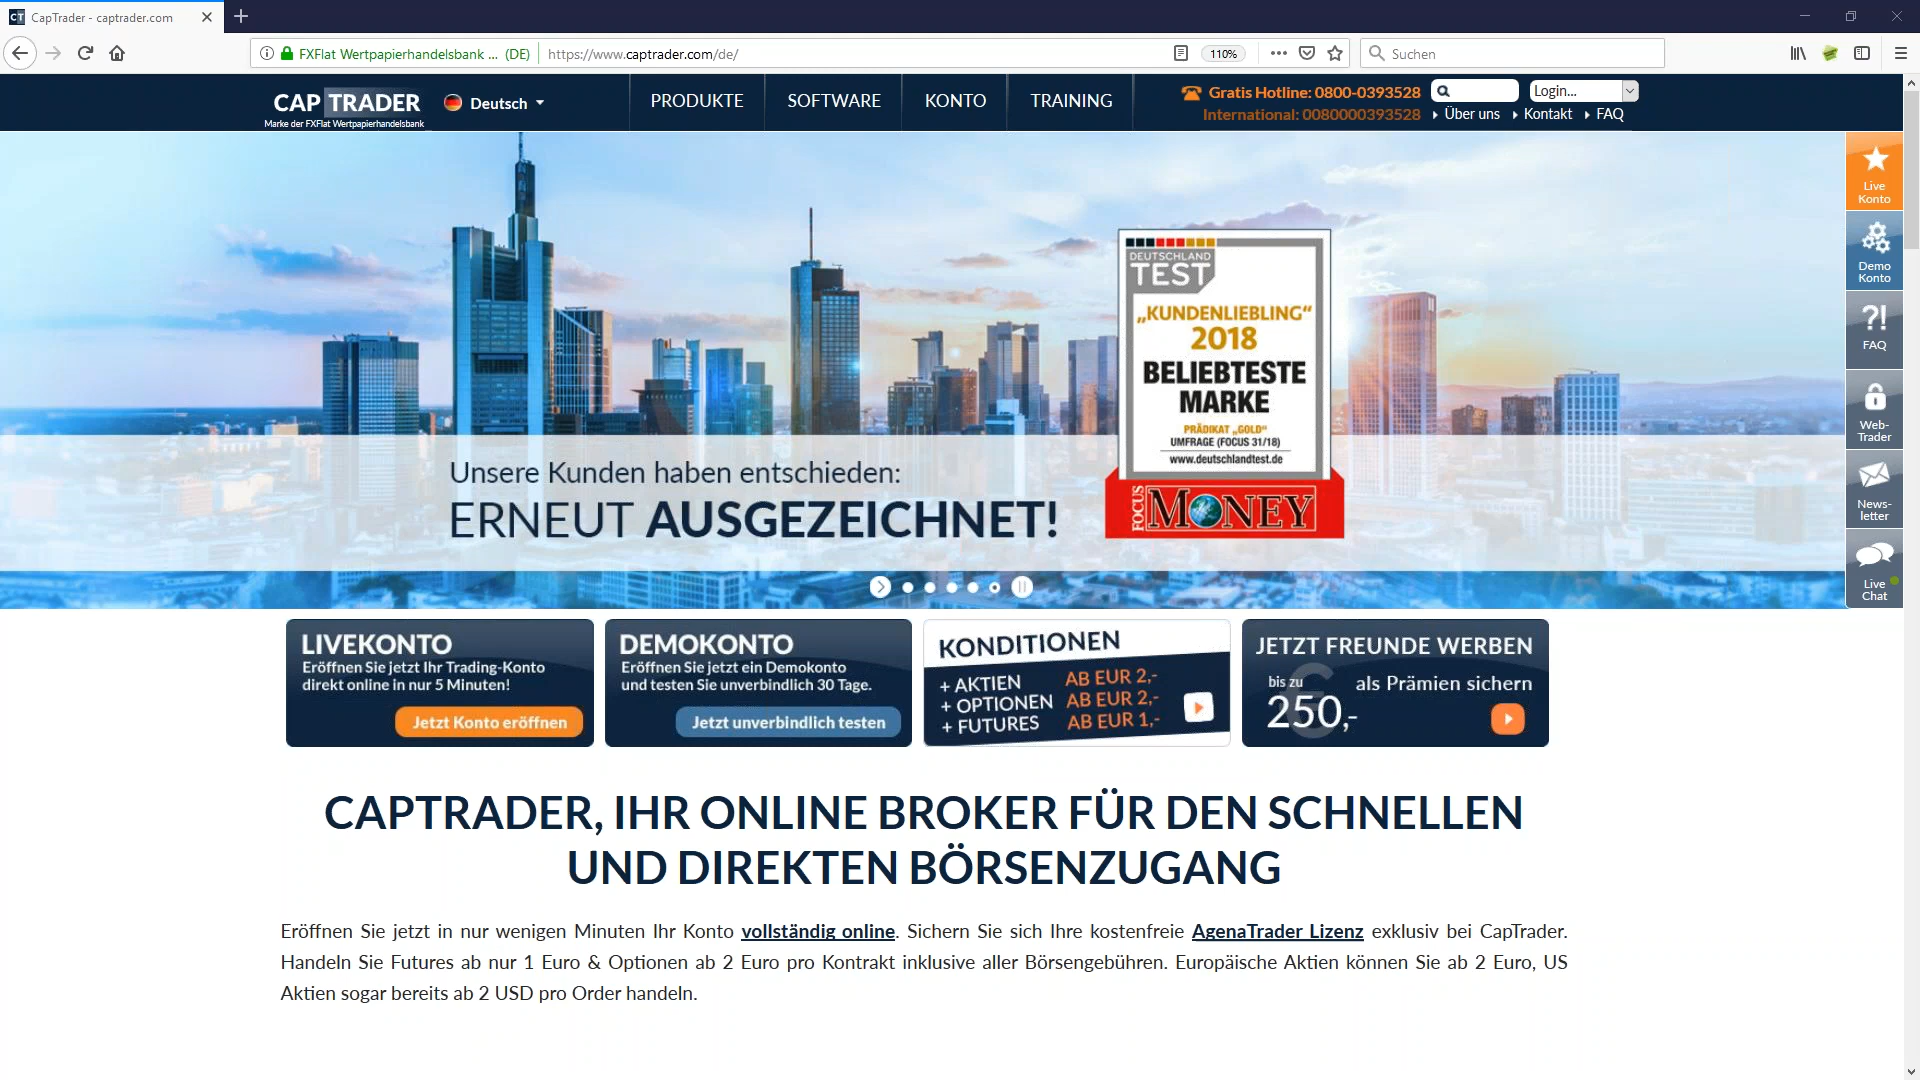 CapTrader - captrader.com
FXFlat Wertpapierhandelsbank ... (DE)
https://www.captrader.com/de/
110%
Suchen
CAP TRADER
Marke der FXFlat Wertpapierhandelsbank
Deutsch
PRODUKTE
SOFTWARE
KONTO
TRAINING
Gratis Hotline: 0800-0393528
International: 0080000393528
Login...
Über uns
Kontakt
FAQ
Live
Konto
Demo
Konto
?!
FAQ
Web-
Trader
News-
letter
Live
Chat
DEUTSCHLAND
TEST
„KUNDENLIEBLING“
2018
BELIEBTESTE
MARKE
PRÄDIKAT „GOLD“
UMFRAGE (FOCUS 31/18)
www.deutschlandtest.de
FOCUS
MONEY
Unsere Kunden haben entschieden:
ERNEUT AUSGEZEICHNET!
LIVEKONTO
Eröffnen Sie jetzt Ihr Trading-Konto
direkt online in nur 5 Minuten!
Jetzt Konto eröffnen
DEMOKONTO
Eröffnen Sie jetzt ein Demokonto
und testen Sie unverbindlich 30 Tage.
Jetzt unverbindlich testen
KONDITIONEN
+ AKTIEN AB EUR 2,-
+ OPTIONEN AB EUR 2,-
+ FUTURES AB EUR 1,-
JETZT FREUNDE WERBEN
bis zu
250,-
€
als Prämien sichern
CAPTRADER, IHR ONLINE BROKER FÜR DEN SCHNELLEN
UND DIREKTEN BÖRSENZUGANG
Eröffnen Sie jetzt in nur wenigen Minuten Ihr Konto vollständig online. Sichern Sie sich Ihre kostenfreie AgenaTrader Lizenz exklusiv bei CapTrader.
Handeln Sie Futures ab nur 1 Euro & Optionen ab 2 Euro pro Kontrakt inklusive aller Börsengebühren. Europäische Aktien können Sie ab 2 Euro, US
Aktien sogar bereits ab 2 USD pro Order handeln.